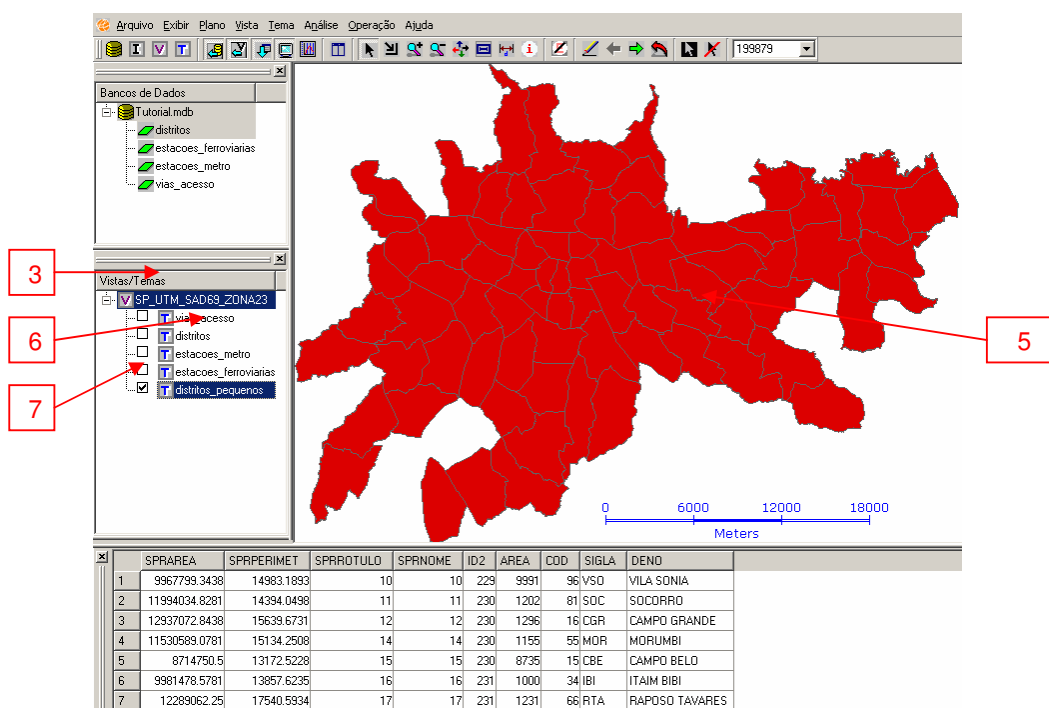 Arquivo Exibir Plano Vista Tema Análise Operação Ajuda
I V T 199879
Bancos de Dados
Tutorial.mdb
distritos
estacoes_ferroviarias
estacoes_metro
vias_acesso
3
Vistas/Temas
V SP_UTM_SAD69_ZONA23
T vias_acesso
6
T distritos
5
T estacoes_metro
T estacoes_ferroviarias
7
T distritos_pequenos
0 6000 12000 18000
Meters
SPRAREA SPRPERIMET SPRROTULO SPRNOME ID2 AREA COD SIGLA DENO
1 9967799.3438 14983.1893 10 10 229 9991 96 VSO VILA SONIA
2 11994034.8281 14394.0498 11 11 230 1202 81 SOC SOCORRO
3 12937072.8438 15639.6731 12 12 230 1296 16 CGR CAMPO GRANDE
4 11530589.0781 15134.2508 14 14 230 1155 55 MOR MORUMBI
5 8714750.5 13172.5228 15 15 230 8735 15 CBE CAMPO BELO
6 9981478.5781 13857.6235 16 16 231 1000 34 IBI ITAIM BIBI
7 12289062.25 17540.5934 17 17 231 1231 66 RTA RAPOSO TAVARES